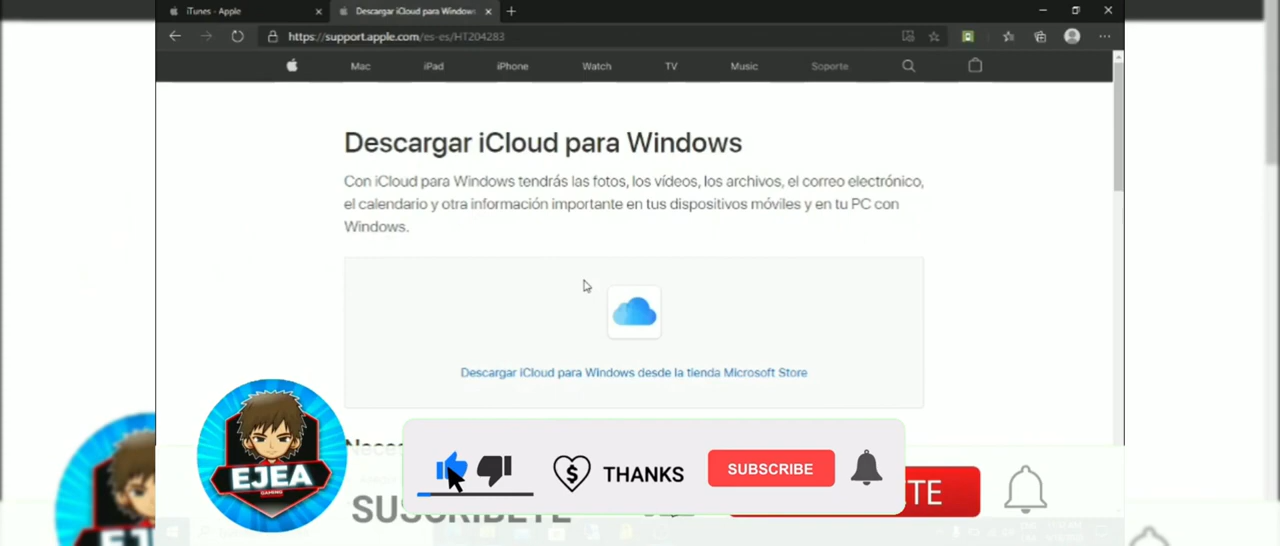 iTunes - Apple
Descargar iCloud para Windows
https://support.apple.com/es-es/HT204283
Mac iPad iPhone Watch TV Music Soporte
Descargar iCloud para Windows
Con iCloud para Windows tendrás las fotos, los vídeos, los archivos, el correo electrónico,
el calendario y otra información importante en tus dispositivos móviles y en tu PC con
Windows.
Descargar iCloud para Windows desde la tienda Microsoft Store
EJEA
GAMING
THANKS
SUBSCRIBE
SUSCRIBETE